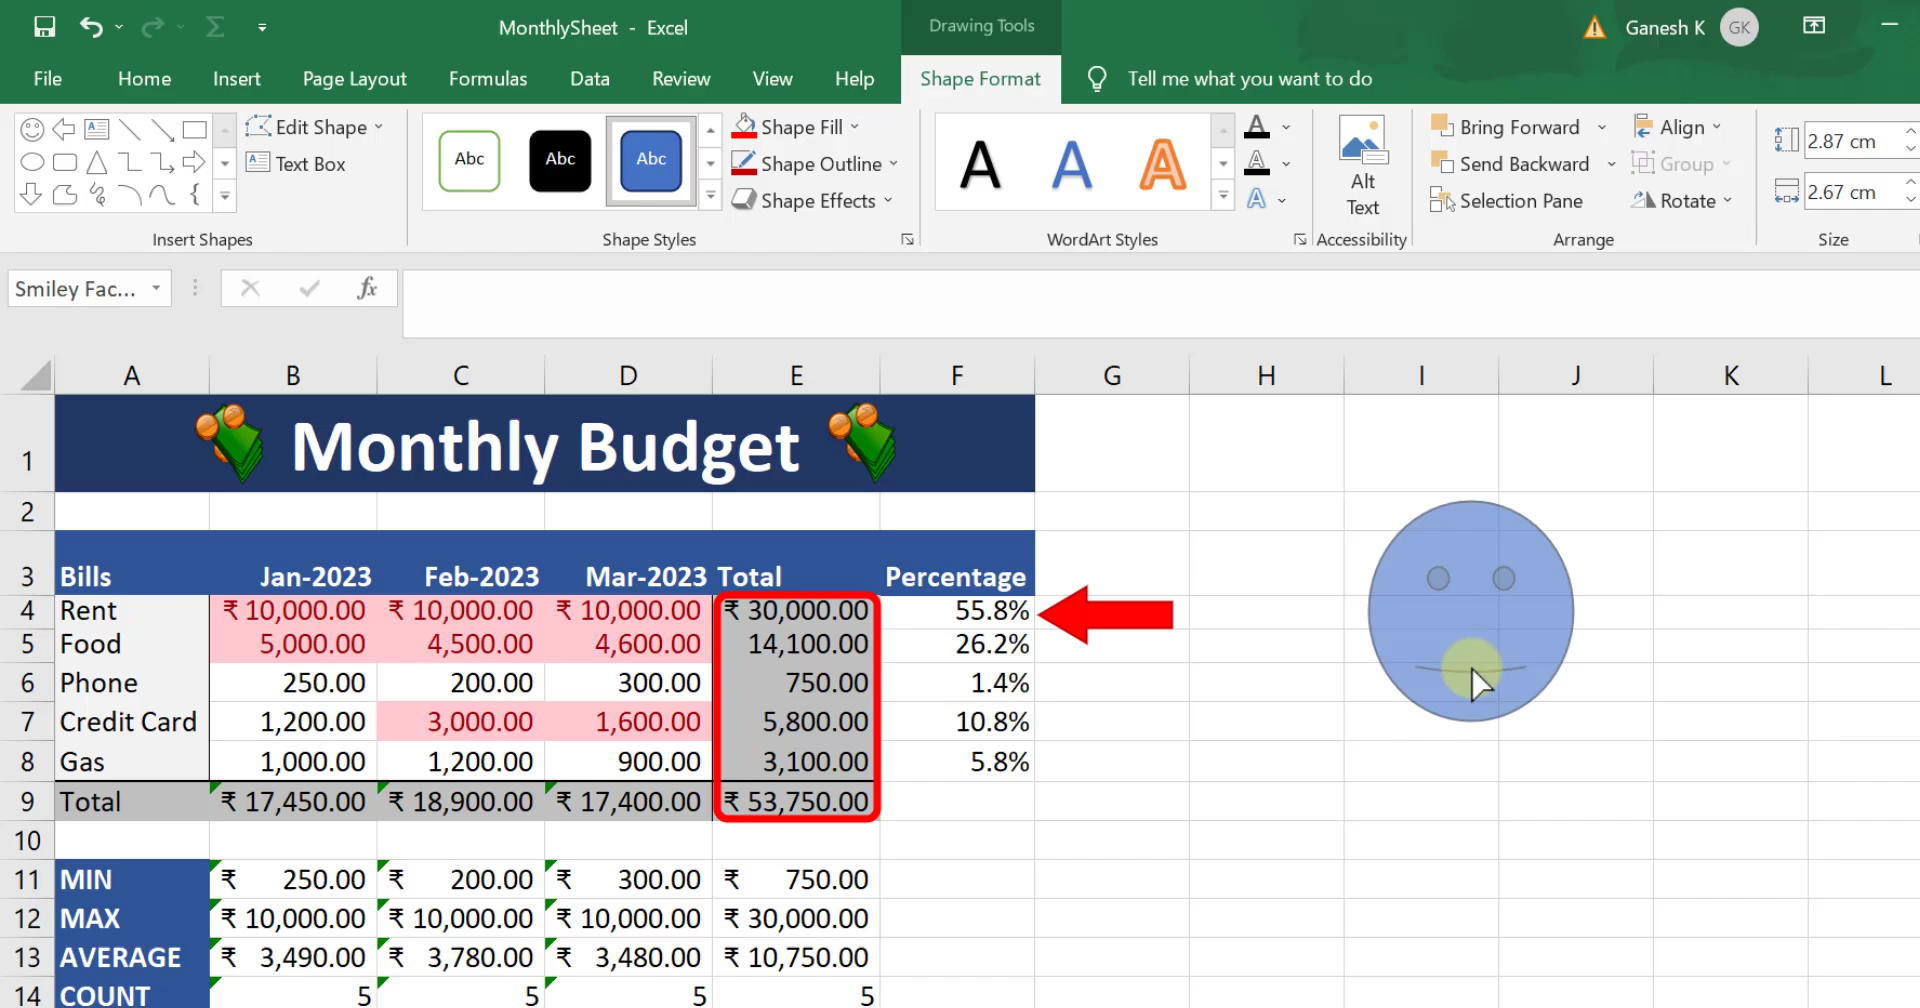 MonthlySheet - Excel
Drawing Tools
Ganesh K
GK
File Home Insert Page Layout Formulas Data Review View Help Shape Format Tell me what you want to do
Edit Shape
Text Box
Insert Shapes
Abc Abc Abc
Shape Fill
Shape Outline
Shape Effects
Shape Styles
A A A
WordArt Styles
Alt
Text
Accessibility
Bring Forward
Send Backward
Selection Pane
Align
Group
Rotate
Arrange
2.87 cm
2.67 cm
Size
Smiley Fac... fx
A B C D E F G H I J K L
1 Monthly Budget
2
3 Bills Jan-2023 Feb-2023 Mar-2023 Total Percentage
4 Rent ₹ 10,000.00 ₹ 10,000.00 ₹ 10,000.00 ₹ 30,000.00 55.8%
5 Food 5,000.00 4,500.00 4,600.00 14,100.00 26.2%
6 Phone 250.00 200.00 300.00 750.00 1.4%
7 Credit Card 1,200.00 3,000.00 1,600.00 5,800.00 10.8%
8 Gas 1,000.00 1,200.00 900.00 3,100.00 5.8%
9 Total ₹ 17,450.00 ₹ 18,900.00 ₹ 17,400.00 ₹ 53,750.00
10
11 MIN ₹ 250.00 ₹ 200.00 ₹ 300.00 ₹ 750.00
12 MAX ₹ 10,000.00 ₹ 10,000.00 ₹ 10,000.00 ₹ 30,000.00
13 AVERAGE ₹ 3,490.00 ₹ 3,780.00 ₹ 3,480.00 ₹ 10,750.00
14 COUNT 5 5 5 5